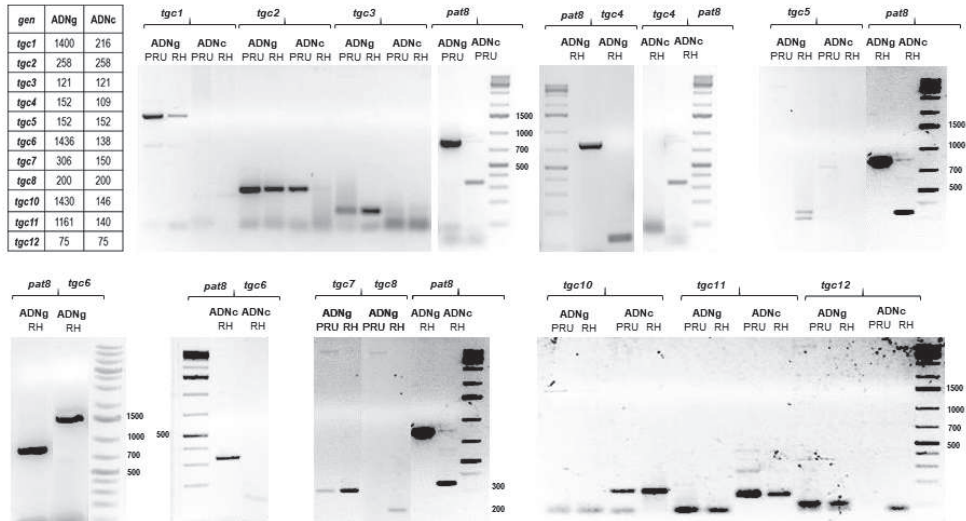 gen ADNg ADNc
tgc1 1400 216
tgc2 258 258
tgc3 121 121
tgc4 152 109
tgc5 152 152
tgc6 1436 138
tgc7 306 150
tgc8 200 200
tgc10 1430 146
tgc11 1161 140
tgc12 75 75
tgc1 tgc2 tgc3 pat8
ADNg ADNc ADNg ADNc ADNg ADNc ADNg ADNc
PRU RH PRU RH PRU RH PRU RH PRU RH PRU RH PRU PRU
1500
1000
700
500
pat8 tgc4 tgc4 pat8
ADNg ADNg ADNc ADNc
RH RH PRU RH RH
tgc5 pat8
ADNg ADNc ADNg ADNc
PRU RH PRU RH RH RH
1500
1000
700
500
pat8 tgc6
ADNg ADNg
RH RH
1500
1000
700
500
pat8 tgc6
ADNc ADNc
RH RH
500
tgc7 tgc8 pat8
ADNg ADNg ADNg ADNc
PRU RH PRU RH RH RH
300
200
tgc10 tgc11 tgc12
ADNg ADNc ADNg ADNc ADNg ADNc
PRU RH PRU RH PRU RH PRU RH PRU RH PRU RH
1500
1000
700
500